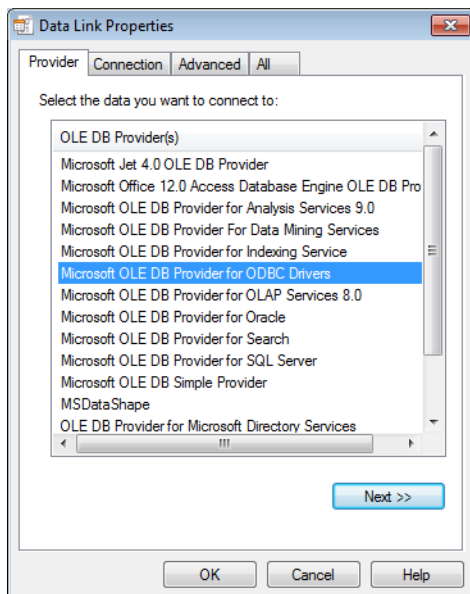 Data Link Properties
Provider Connection Advanced All
Select the data you want to connect to:
OLE DB Provider(s)
Microsoft Jet 4.0 OLE DB Provider
Microsoft Office 12.0 Access Database Engine OLE DB Pro
Microsoft OLE DB Provider for Analysis Services 9.0
Microsoft OLE DB Provider For Data Mining Services
Microsoft OLE DB Provider for Indexing Service
Microsoft OLE DB Provider for ODBC Drivers
Microsoft OLE DB Provider for OLAP Services 8.0
Microsoft OLE DB Provider for Oracle
Microsoft OLE DB Provider for Search
Microsoft OLE DB Provider for SQL Server
Microsoft OLE DB Simple Provider
MSDataShape
OLE DB Provider for Microsoft Directory Services
Next >>
OK Cancel Help